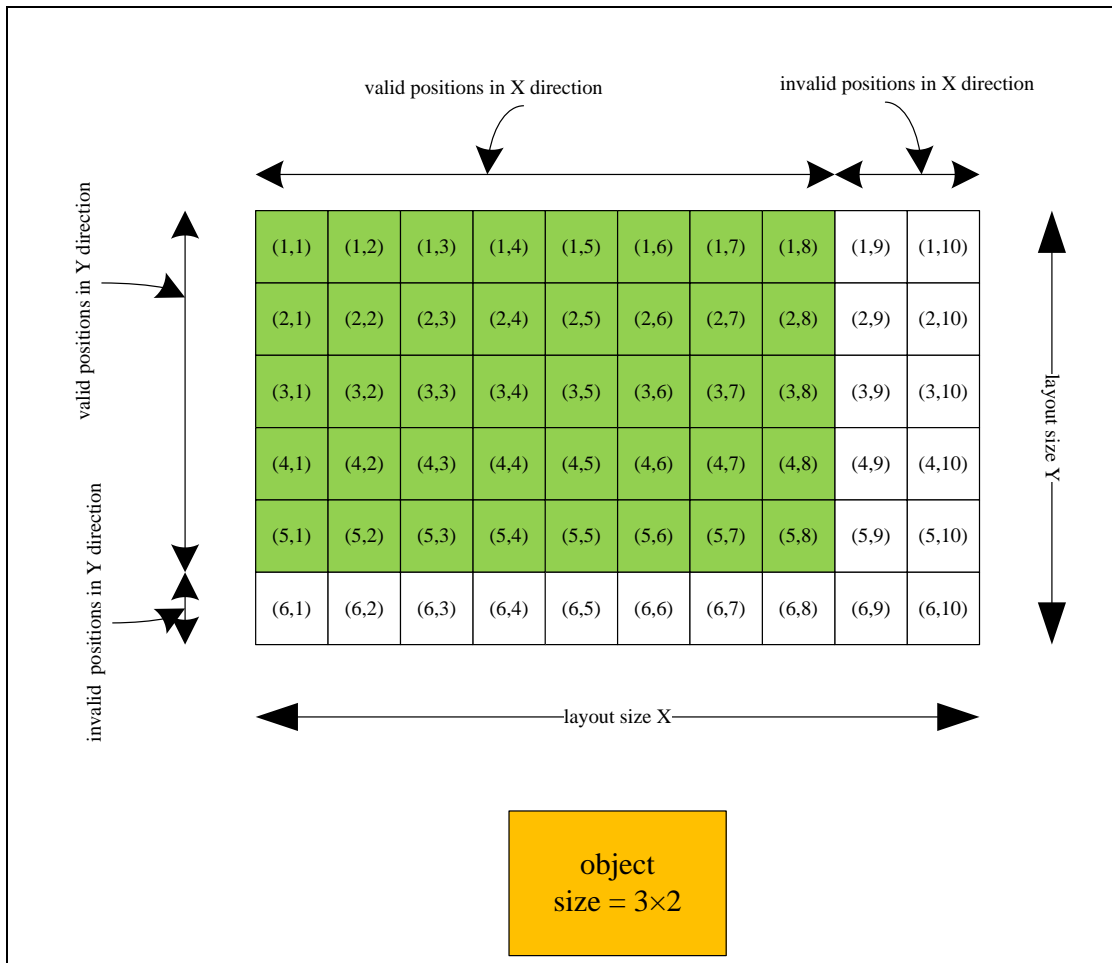 valid positions in X direction
invalid positions in X direction
valid positions in Y direction
(1,1) (1,2) (1,3) (1,4) (1,5) (1,6) (1,7) (1,8) (1,9) (1,10)
(2,1) (2,2) (2,3) (2,4) (2,5) (2,6) (2,7) (2,8) (2,9) (2,10)
(3,1) (3,2) (3,3) (3,4) (3,5) (3,6) (3,7) (3,8) (3,9) (3,10)
(4,1) (4,2) (4,3) (4,4) (4,5) (4,6) (4,7) (4,8) (4,9) (4,10)
(5,1) (5,2) (5,3) (5,4) (5,5) (5,6) (5,7) (5,8) (5,9) (5,10)
(6,1) (6,2) (6,3) (6,4) (6,5) (6,6) (6,7) (6,8) (6,9) (6,10)
layout size Y
invalid positions in Y direction
layout size X
object
size = 3×2